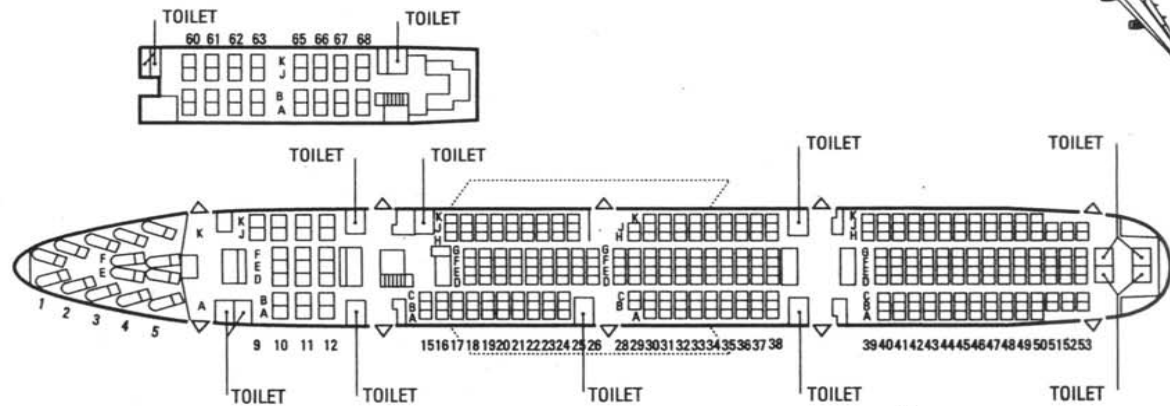 TOILET TOILET
60 61 62 63 65 66 67 68
K
J
B
A
TOILET TOILET TOILET TOILET
K K K K K
J J J J J
H H H
F F G G G
E E F F F
D E E E
D D D
A B C C C
A B B B
A A A
1 2 3 4 5
9 10 11 12
15 16 17 18 19 20 21 22 23 24 25 26
28 29 30 31 32 33 34 35 36 37 38
39 40 41 42 43 44 45 46 47 48 49 50 51 52 53
TOILET TOILET TOILET TOILET TOILET